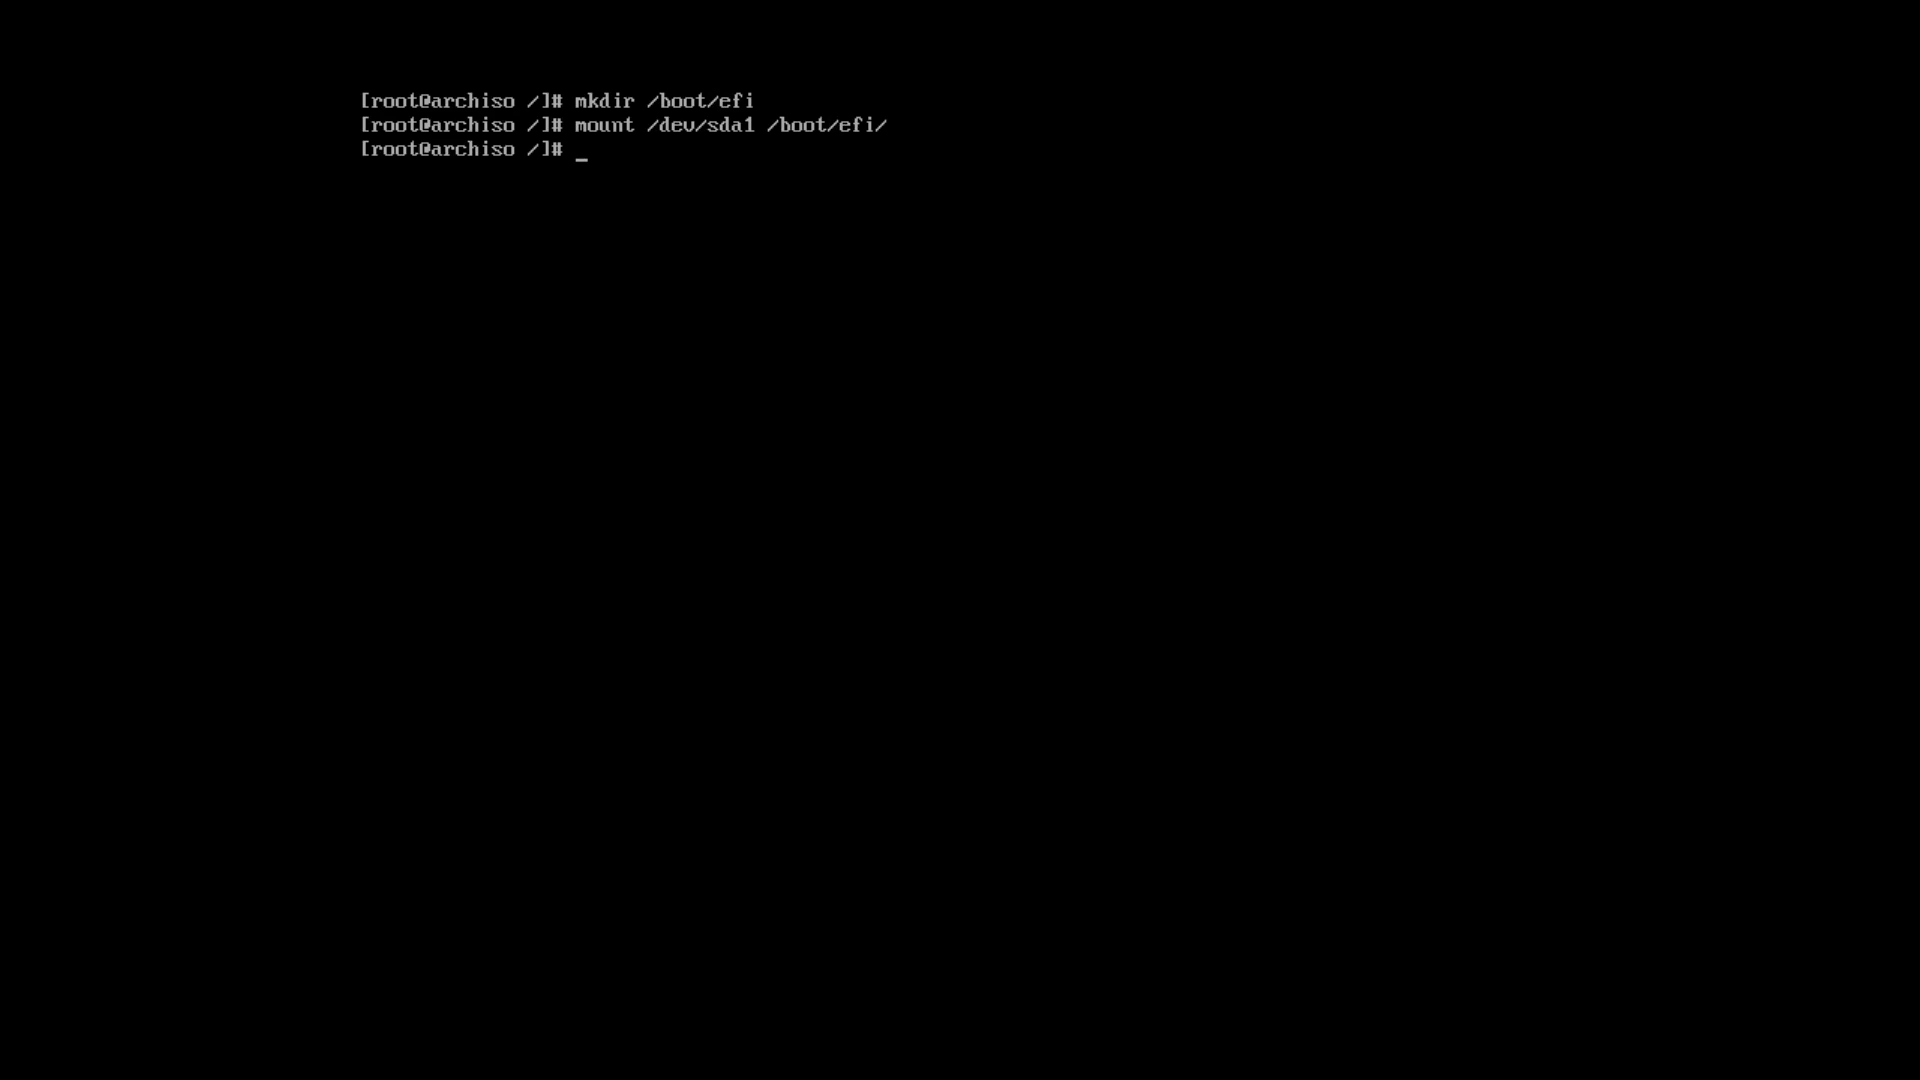 [root@archiso /]# mkdir /boot/efi
[root@archiso /]# mount /dev/sda1 /boot/efi/
[root@archiso /]# _